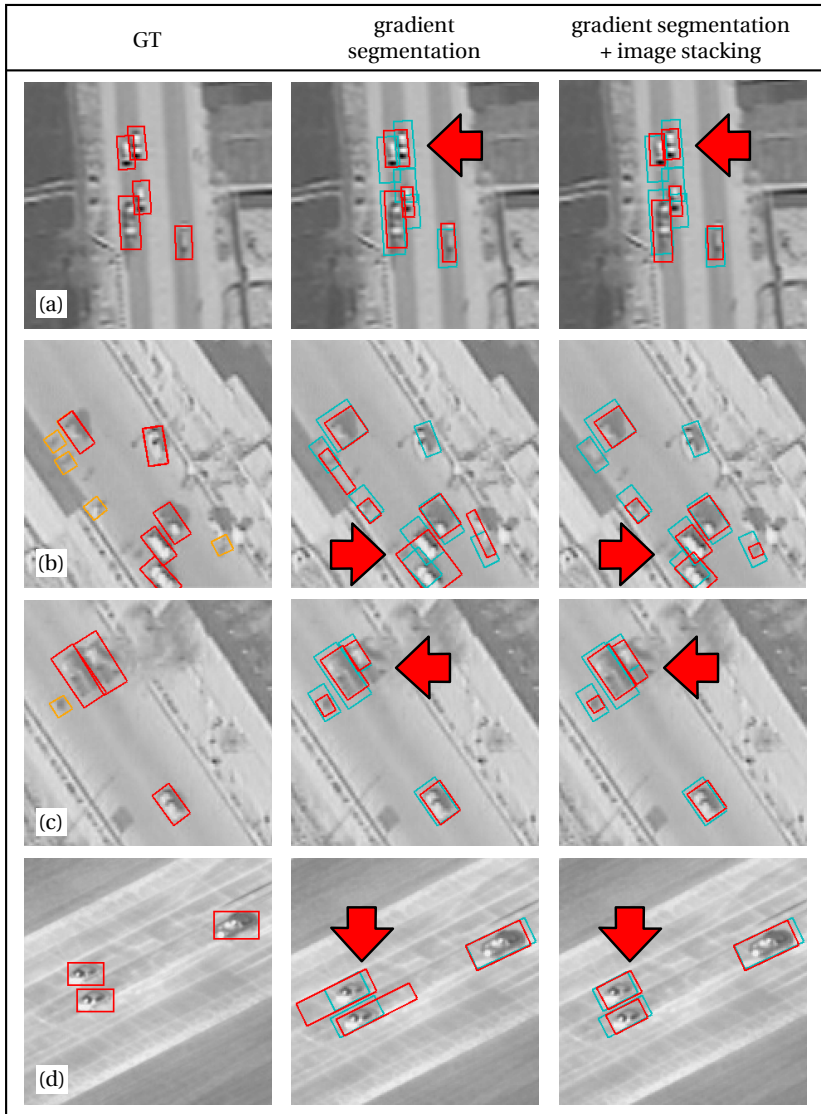 GT
gradient
segmentation
gradient segmentation
+ image stacking
(a)
(b)
(c)
(d)